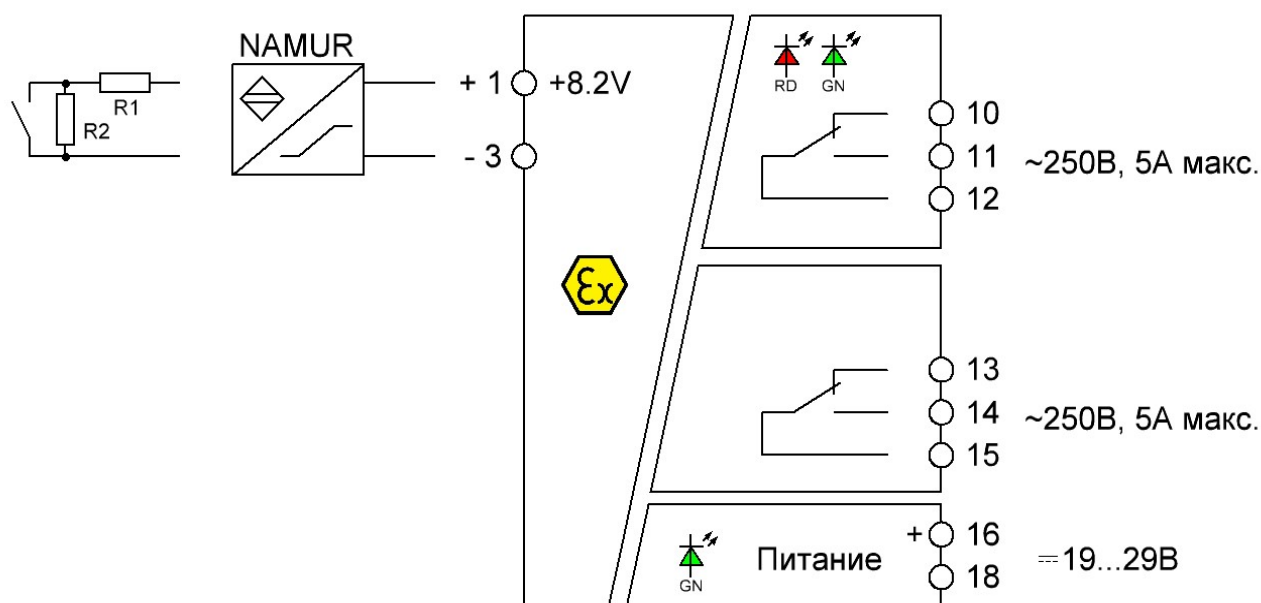 NAMUR
R1
R2
+ 1
+8.2V
- 3
Ex
RD
GN
10
11
12
~250В, 5А макс.
13
14
15
~250В, 5А макс.
GN
Питание
+
16
18
⎓19...29В